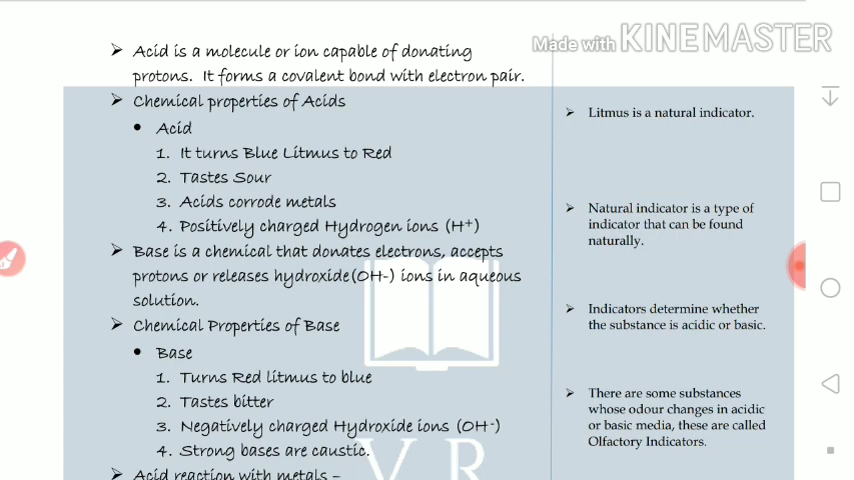 Made with KINEMASTER
➢ Acid is a molecule or ion capable of donating
protons. It forms a covalent bond with electron pair.
➢ Chemical properties of Acids
• Acid
1. It turns Blue Litmus to Red
2. Tastes Sour
3. Acids corrode metals
4. Positively charged Hydrogen ions (H⁺)
➢ Base is a chemical that donates electrons, accepts
protons or releases hydroxide(OH-) ions in aqueous
solution.
➢ Chemical Properties of Base
• Base
1. Turns Red litmus to blue
2. Tastes bitter
3. Negatively charged Hydroxide ions (OH⁻)
4. Strong bases are caustic.
➢ Acid reaction with metals –
➢ Litmus is a natural indicator.
➢ Natural indicator is a type of
indicator that can be found
naturally.
➢ Indicators determine whether
the substance is acidic or basic.
➢ There are some substances
whose odour changes in acidic
or basic media, these are called
Olfactory Indicators.
V R